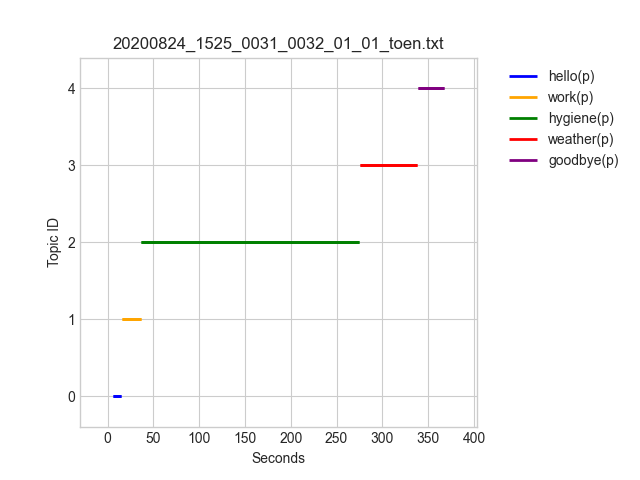 20200824_1525_0031_0032_01_01_toen.txt
hello(p)
work(p)
hygiene(p)
weather(p)
goodbye(p)
Topic ID
4
3
2
1
0
0 50 100 150 200 250 300 350 400
Seconds